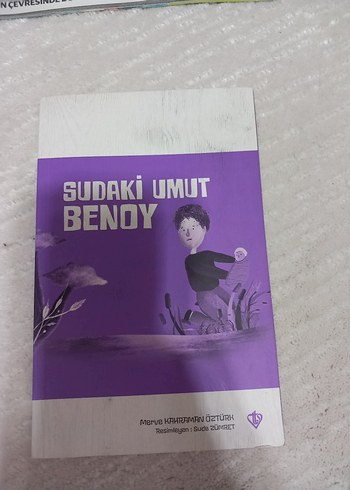 N ÇEVRESİNDE
SUDAKİ UMUT
BENOY
Merve KAHRAMAN ÖZTÜRK
Resimleyen : Sude ZÜMRET